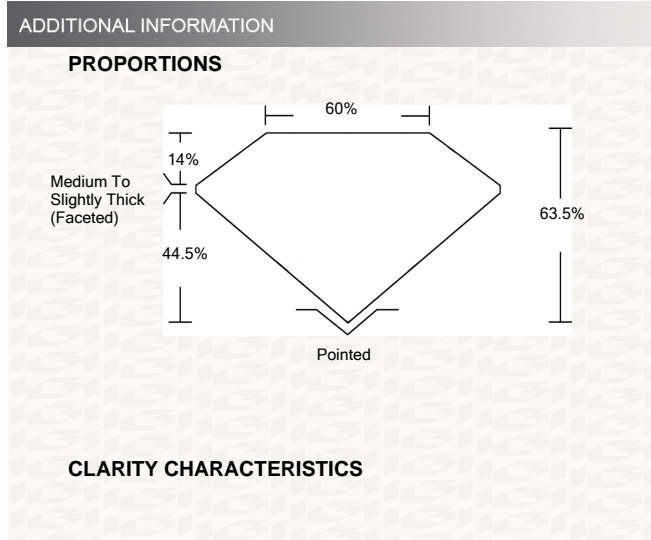 ADDITIONAL INFORMATION
PROPORTIONS
60%
14%
Medium To
Slightly Thick
(Faceted)
63.5%
44.5%
Pointed
CLARITY CHARACTERISTICS